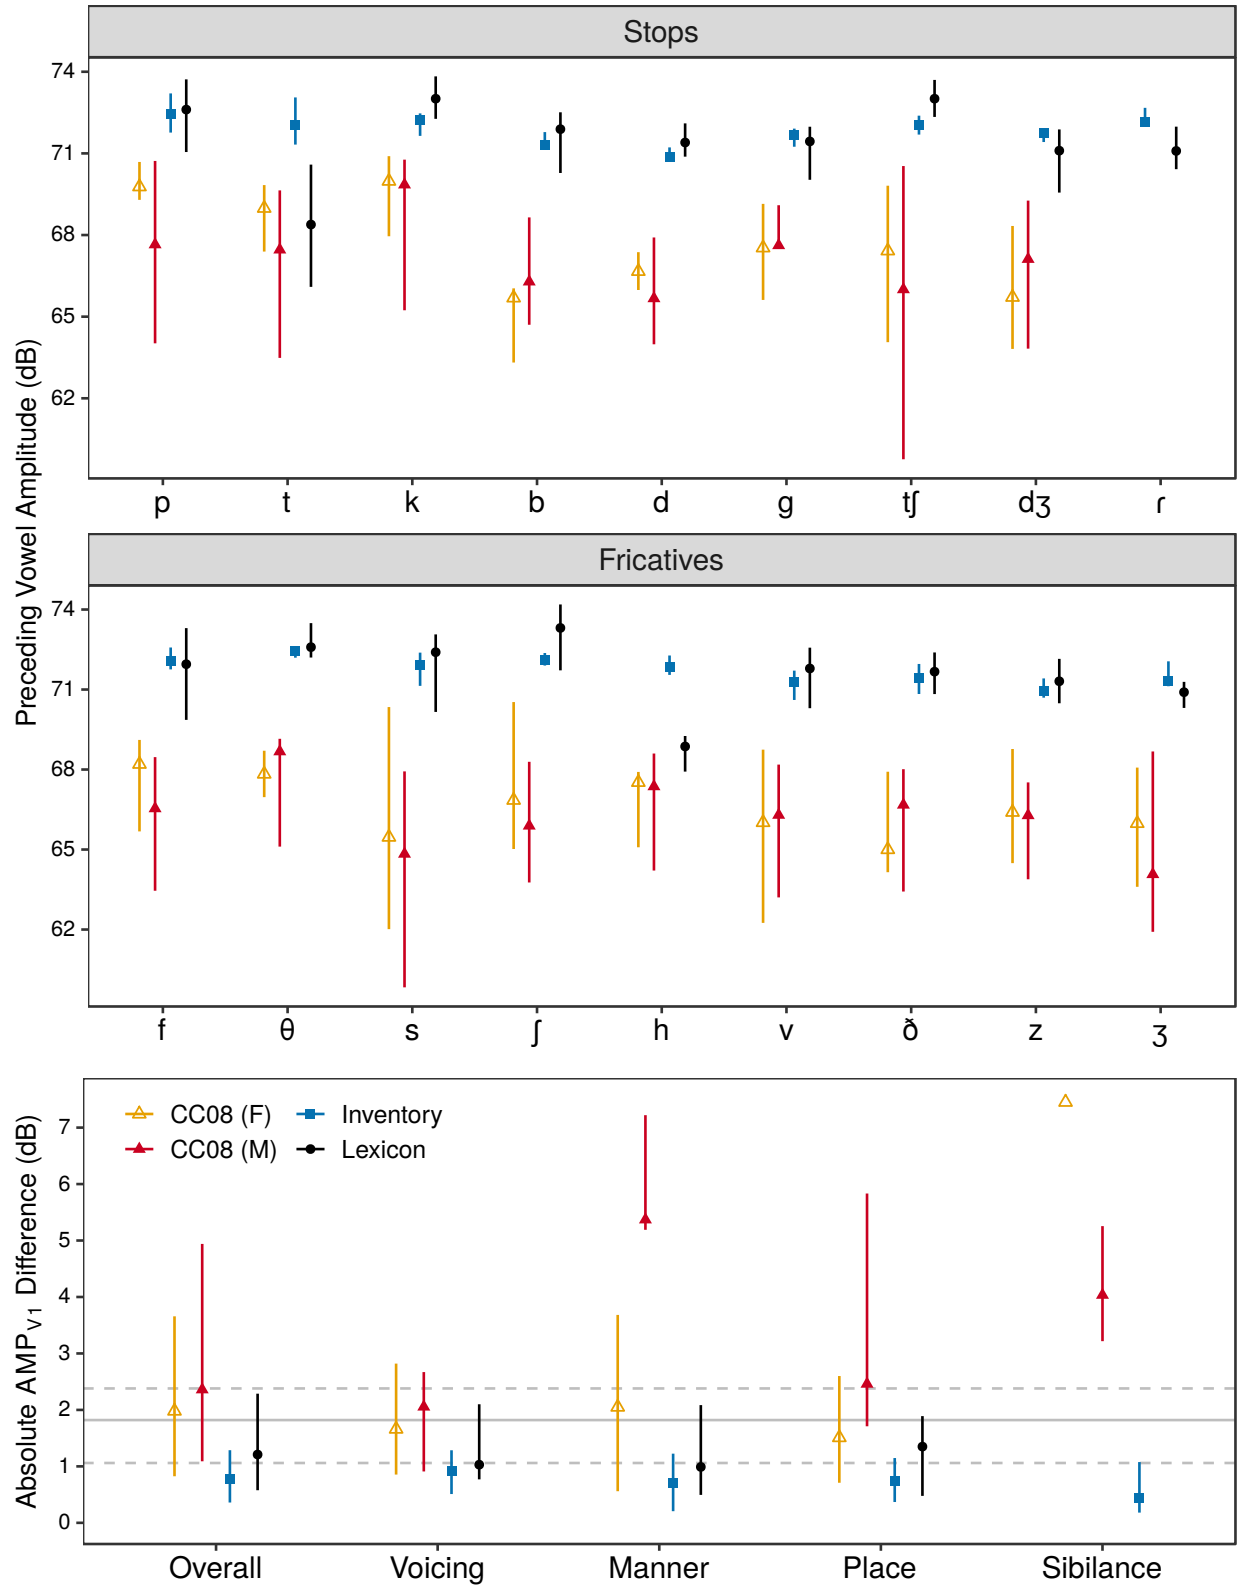 Stops
Preceding Vowel Amplitude (dB)
74
71
68
65
62
p t k b d g tʃ dʒ ɾ
Fricatives
74
71
68
65
62
f θ s ʃ h v ð z ʒ
Absolute AMP_V1 Difference (dB)
7
6
5
4
3
2
1
0
CC08 (F) Inventory
CC08 (M) Lexicon
Overall Voicing Manner Place Sibilance